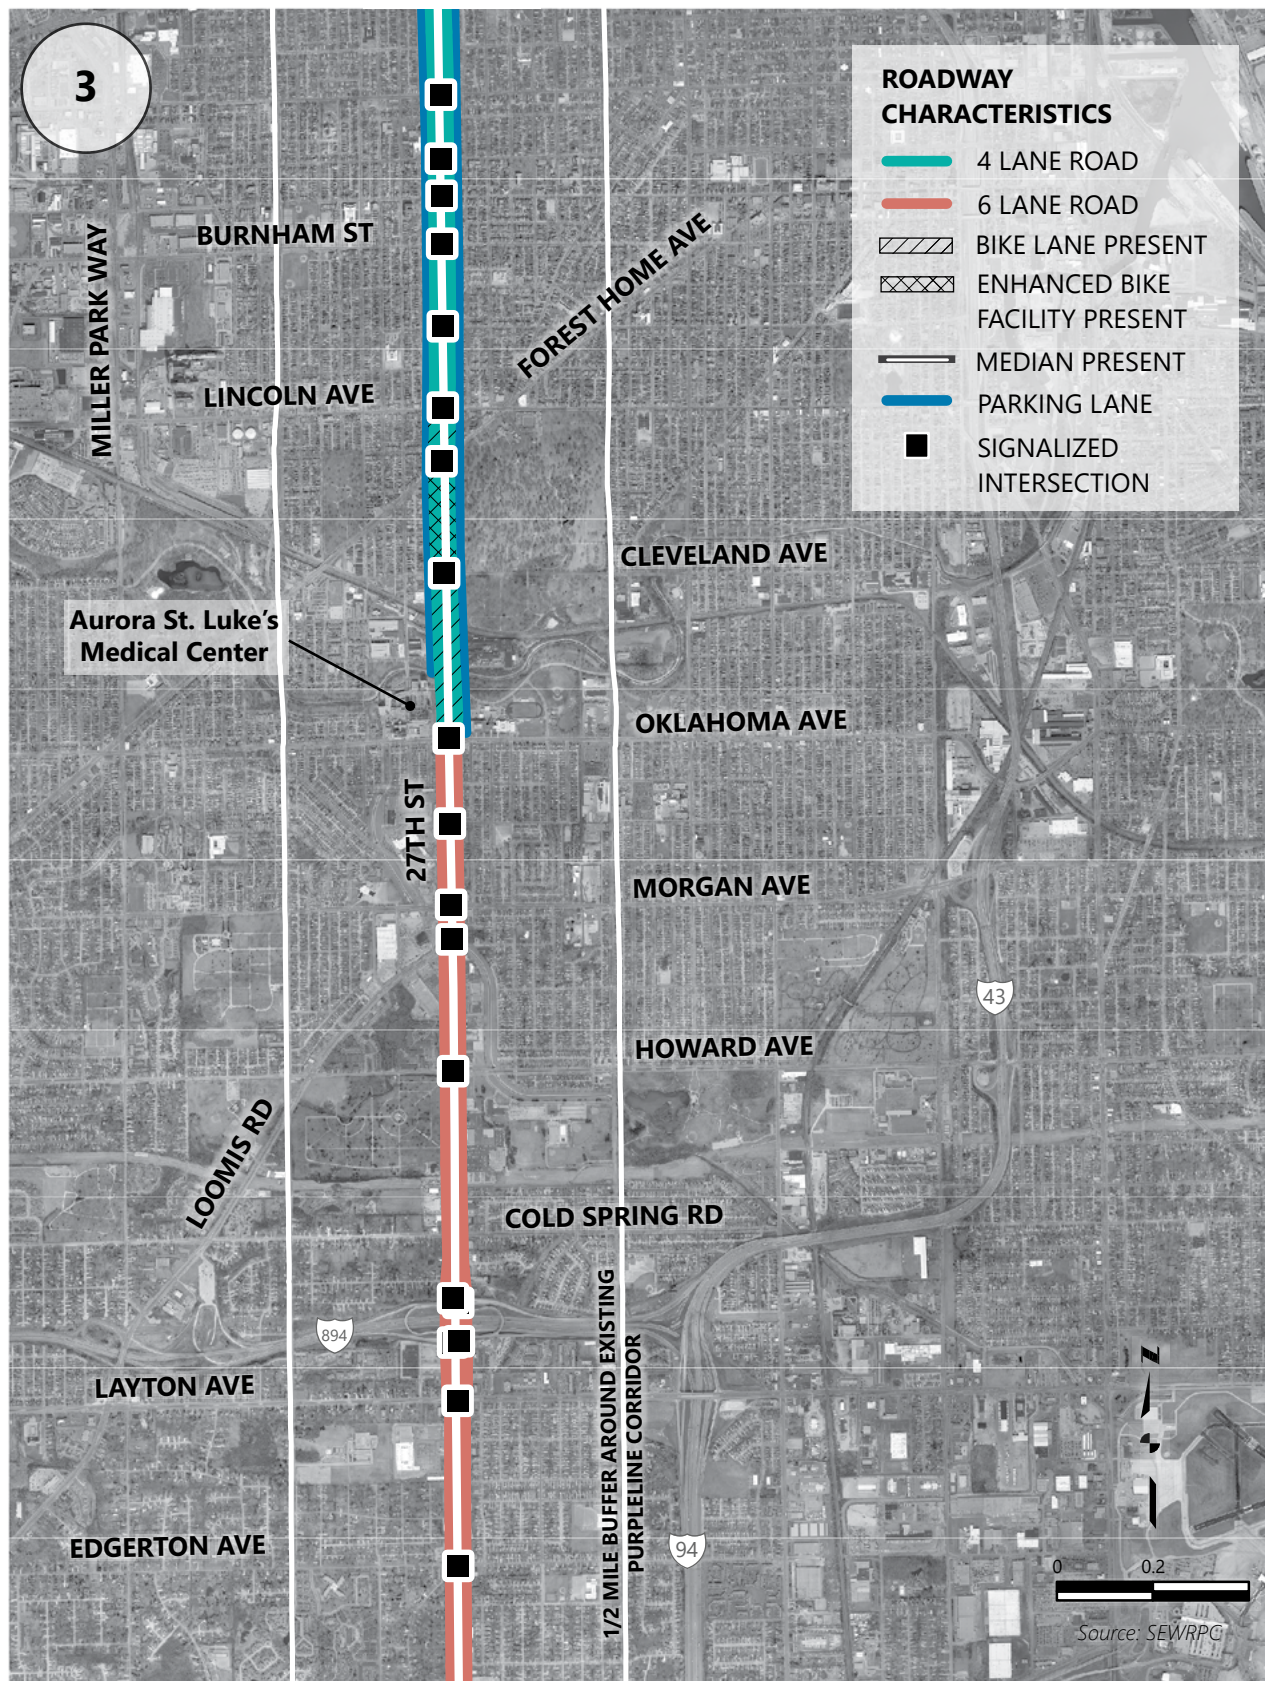 3
ROADWAY
CHARACTERISTICS
4 LANE ROAD
6 LANE ROAD
BIKE LANE PRESENT
ENHANCED BIKE
FACILITY PRESENT
MEDIAN PRESENT
PARKING LANE
SIGNALIZED
INTERSECTION
MILLER PARK WAY
BURNHAM ST
FOREST HOME AVE
LINCOLN AVE
CLEVELAND AVE
Aurora St. Luke's
Medical Center
OKLAHOMA AVE
27TH ST
MORGAN AVE
43
HOWARD AVE
LOOMIS RD
COLD SPRING RD
894
1/2 MILE BUFFER AROUND EXISTING
PURPLELINE CORRIDOR
LAYTON AVE
EDGERTON AVE
94
0 0.2
Source: SEWRPC